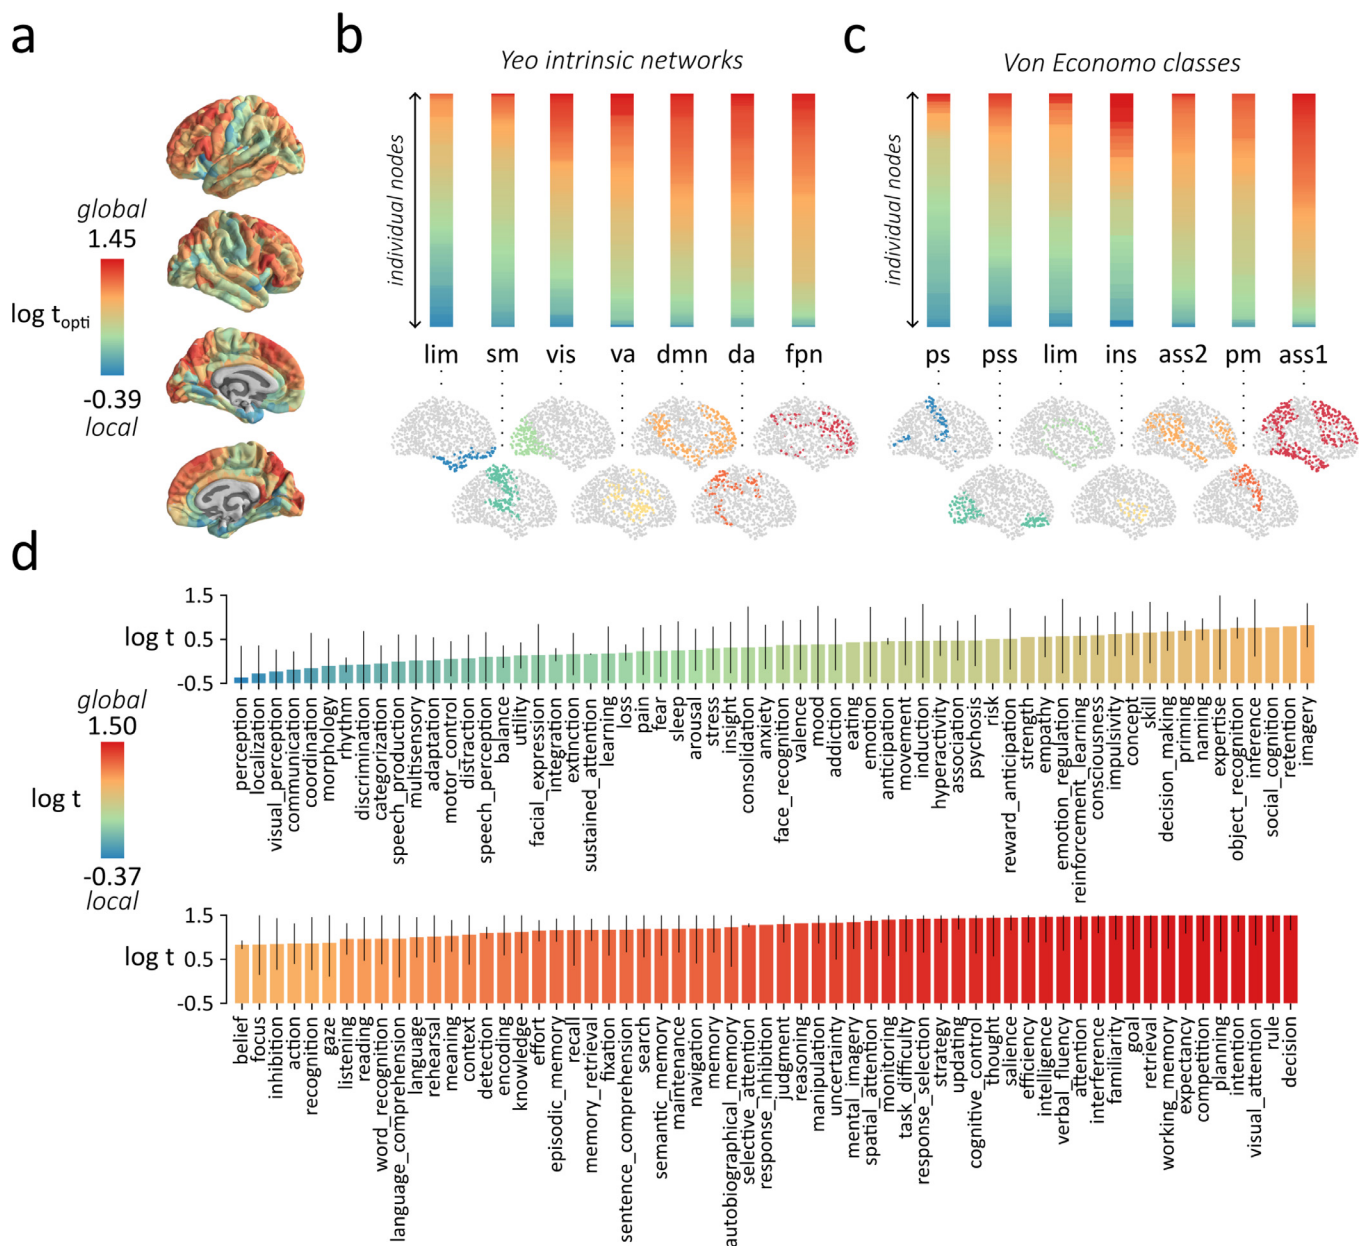 a
global
1.45
log t_opti
-0.39
local
b
Yeo intrinsic networks
individual nodes
lim sm vis va dmn da fpn
c
Von Economo classes
individual nodes
ps pss lim ins ass2 pm ass1
d
1.5
log t 0.5
-0.5
global
1.50
log t
-0.37
local
perception
localization
visual_perception
communication
coordination
morphology
rhythm
discrimination
categorization
speech_production
multisensory
adaptation
motor_control
distraction
speech_perception
balance
utility
facial_expression
integration
extinction
sustained_attention
learning
loss
pain
fear
sleep
arousal
stress
insight
consolidation
anxiety
face_recognition
valence
mood
addiction
eating
emotion
anticipation
movement
induction
hyperactivity
association
psychosis
risk
reward_anticipation
strength
empathy
emotion_regulation
reinforcement_learning
consciousness
impulsivity
concept
skill
decision_making
priming
naming
expertise
object_recognition
inference
social_cognition
retention
imagery
1.5
log t 0.5
-0.5
belief
focus
inhibition
action
recognition
gaze
listening
reading
word_recognition
language_comprehension
language
rehearsal
meaning
context
detection
encoding
knowledge
effort
episodic_memory
recall
memory_retrieval
fixation
sentence_comprehension
search
semantic_memory
maintenance
navigation
memory
autobiographical_memory
selective_attention
response_inhibition
judgment
reasoning
manipulation
uncertainty
mental_imagery
spatial_attention
monitoring
task_difficulty
response_selection
strategy
updating
cognitive_control
thought
salience
efficiency
intelligence
verbal_fluency
attention
interference
familiarity
goal
retrieval
working_memory
expectancy
competition
planning
intention
visual_attention
rule
decision